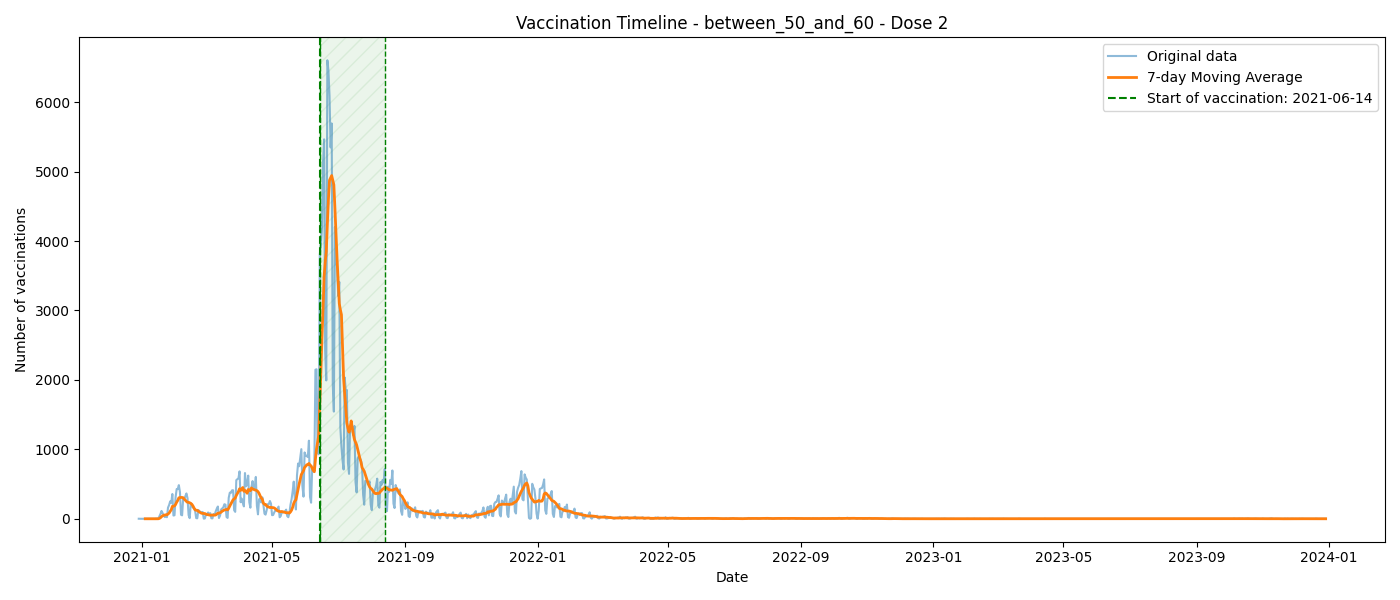 Vaccination Timeline - between_50_and_60 - Dose 2
Original data
7-day Moving Average
Start of vaccination: 2021-06-14
Number of vaccinations
6000
5000
4000
3000
2000
1000
0
2021-01 2021-05 2021-09 2022-01 2022-05 2022-09 2023-01 2023-05 2023-09 2024-01
Date